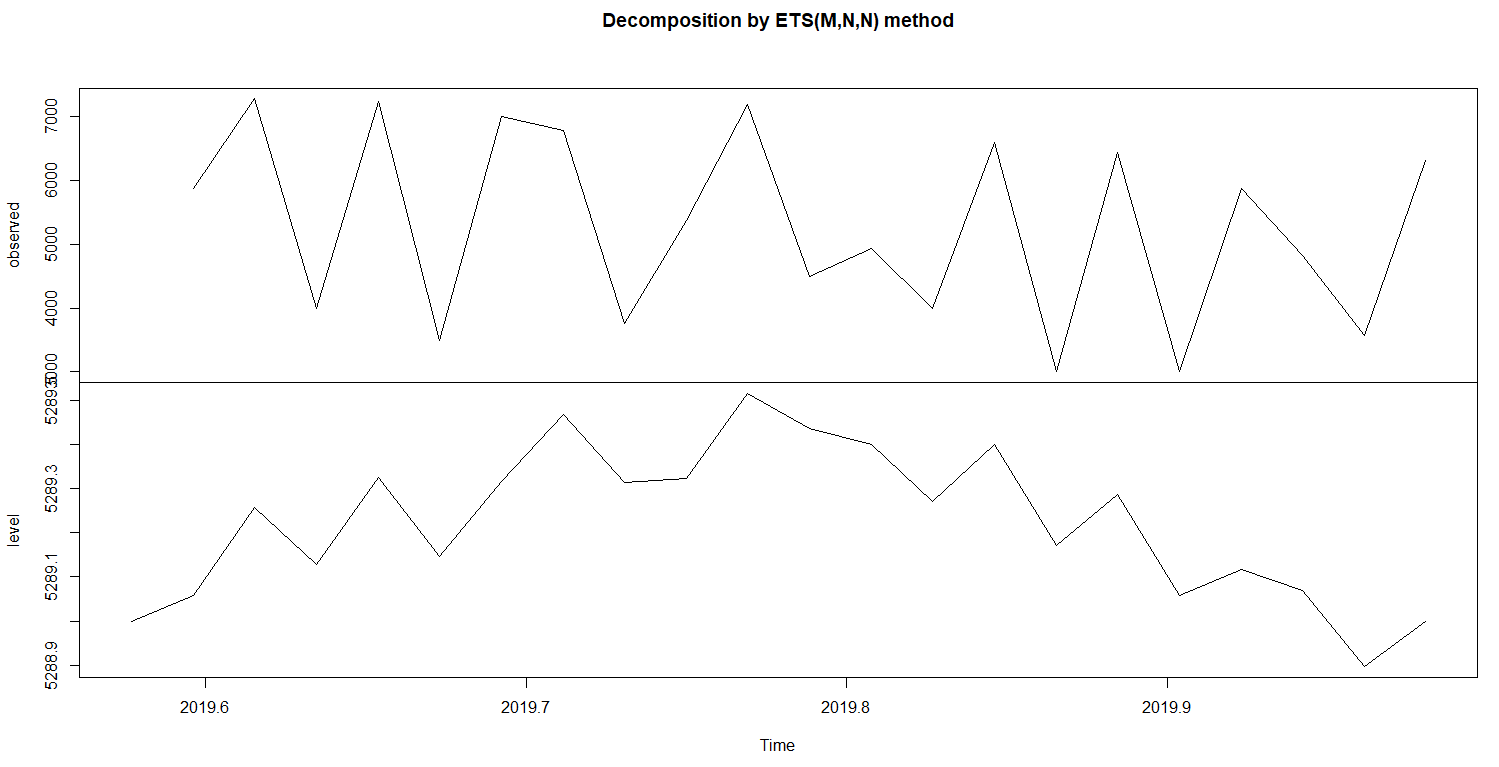 Decomposition by ETS(M,N,N) method
observed
7000
6000
5000
4000
3000
level
5289.3
5289.1
5288.9
2019.6 2019.7 2019.8 2019.9
Time